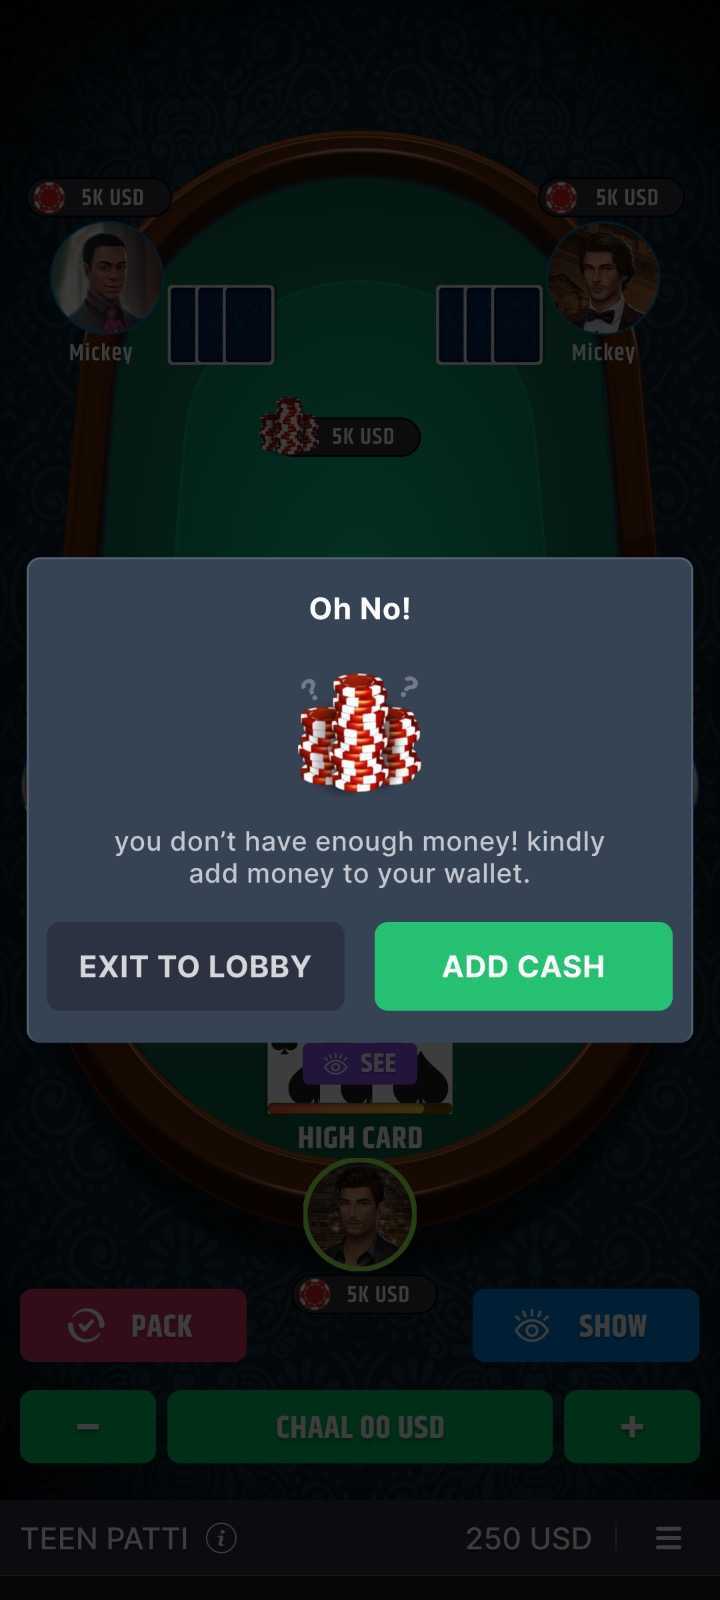 5K USD
5K USD
Mickey
Mickey
5K USD
Oh No!
? ?
you don’t have enough money! kindly
add money to your wallet.
EXIT TO LOBBY
ADD CASH
SEE
HIGH CARD
5K USD
PACK
SHOW
−
CHAAL 00 USD
+
TEEN PATTI i
250 USD